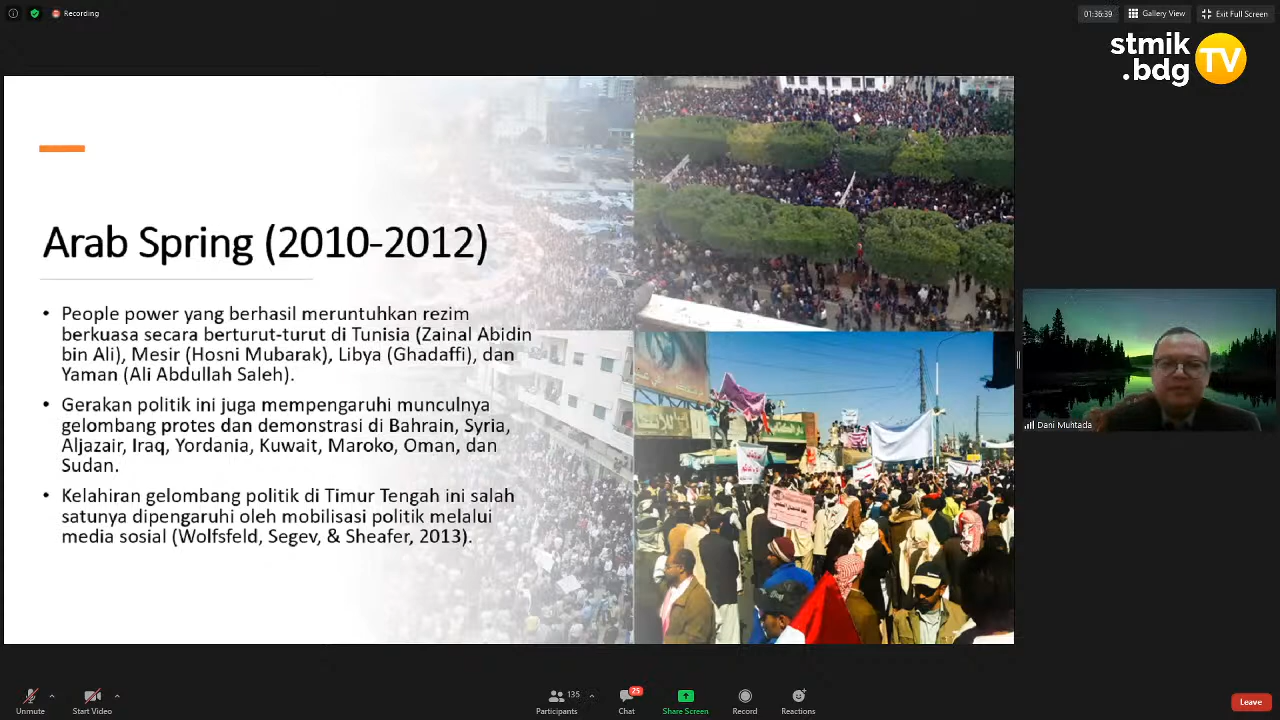 Recording
01:36:39
Gallery View
Exit Full Screen
stmik
.bdg
TV
Arab Spring (2010-2012)
• People power yang berhasil meruntuhkan rezim
berkuasa secara berturut-turut di Tunisia (Zainal Abidin
bin Ali), Mesir (Hosni Mubarak), Libya (Ghadaffi), dan
Yaman (Ali Abdullah Saleh).
• Gerakan politik ini juga mempengaruhi munculnya
gelombang protes dan demonstrasi di Bahrain, Syria,
Aljazair, Iraq, Yordania, Kuwait, Maroko, Oman, dan
Sudan.
• Kelahiran gelombang politik di Timur Tengah ini salah
satunya dipengaruhi oleh mobilisasi politik melalui
media sosial (Wolfsfeld, Segev, & Sheafer, 2013).
Dani Muhtada
Unmute
Start Video
135
Participants
25
Chat
Share Screen
Record
Reactions
Leave